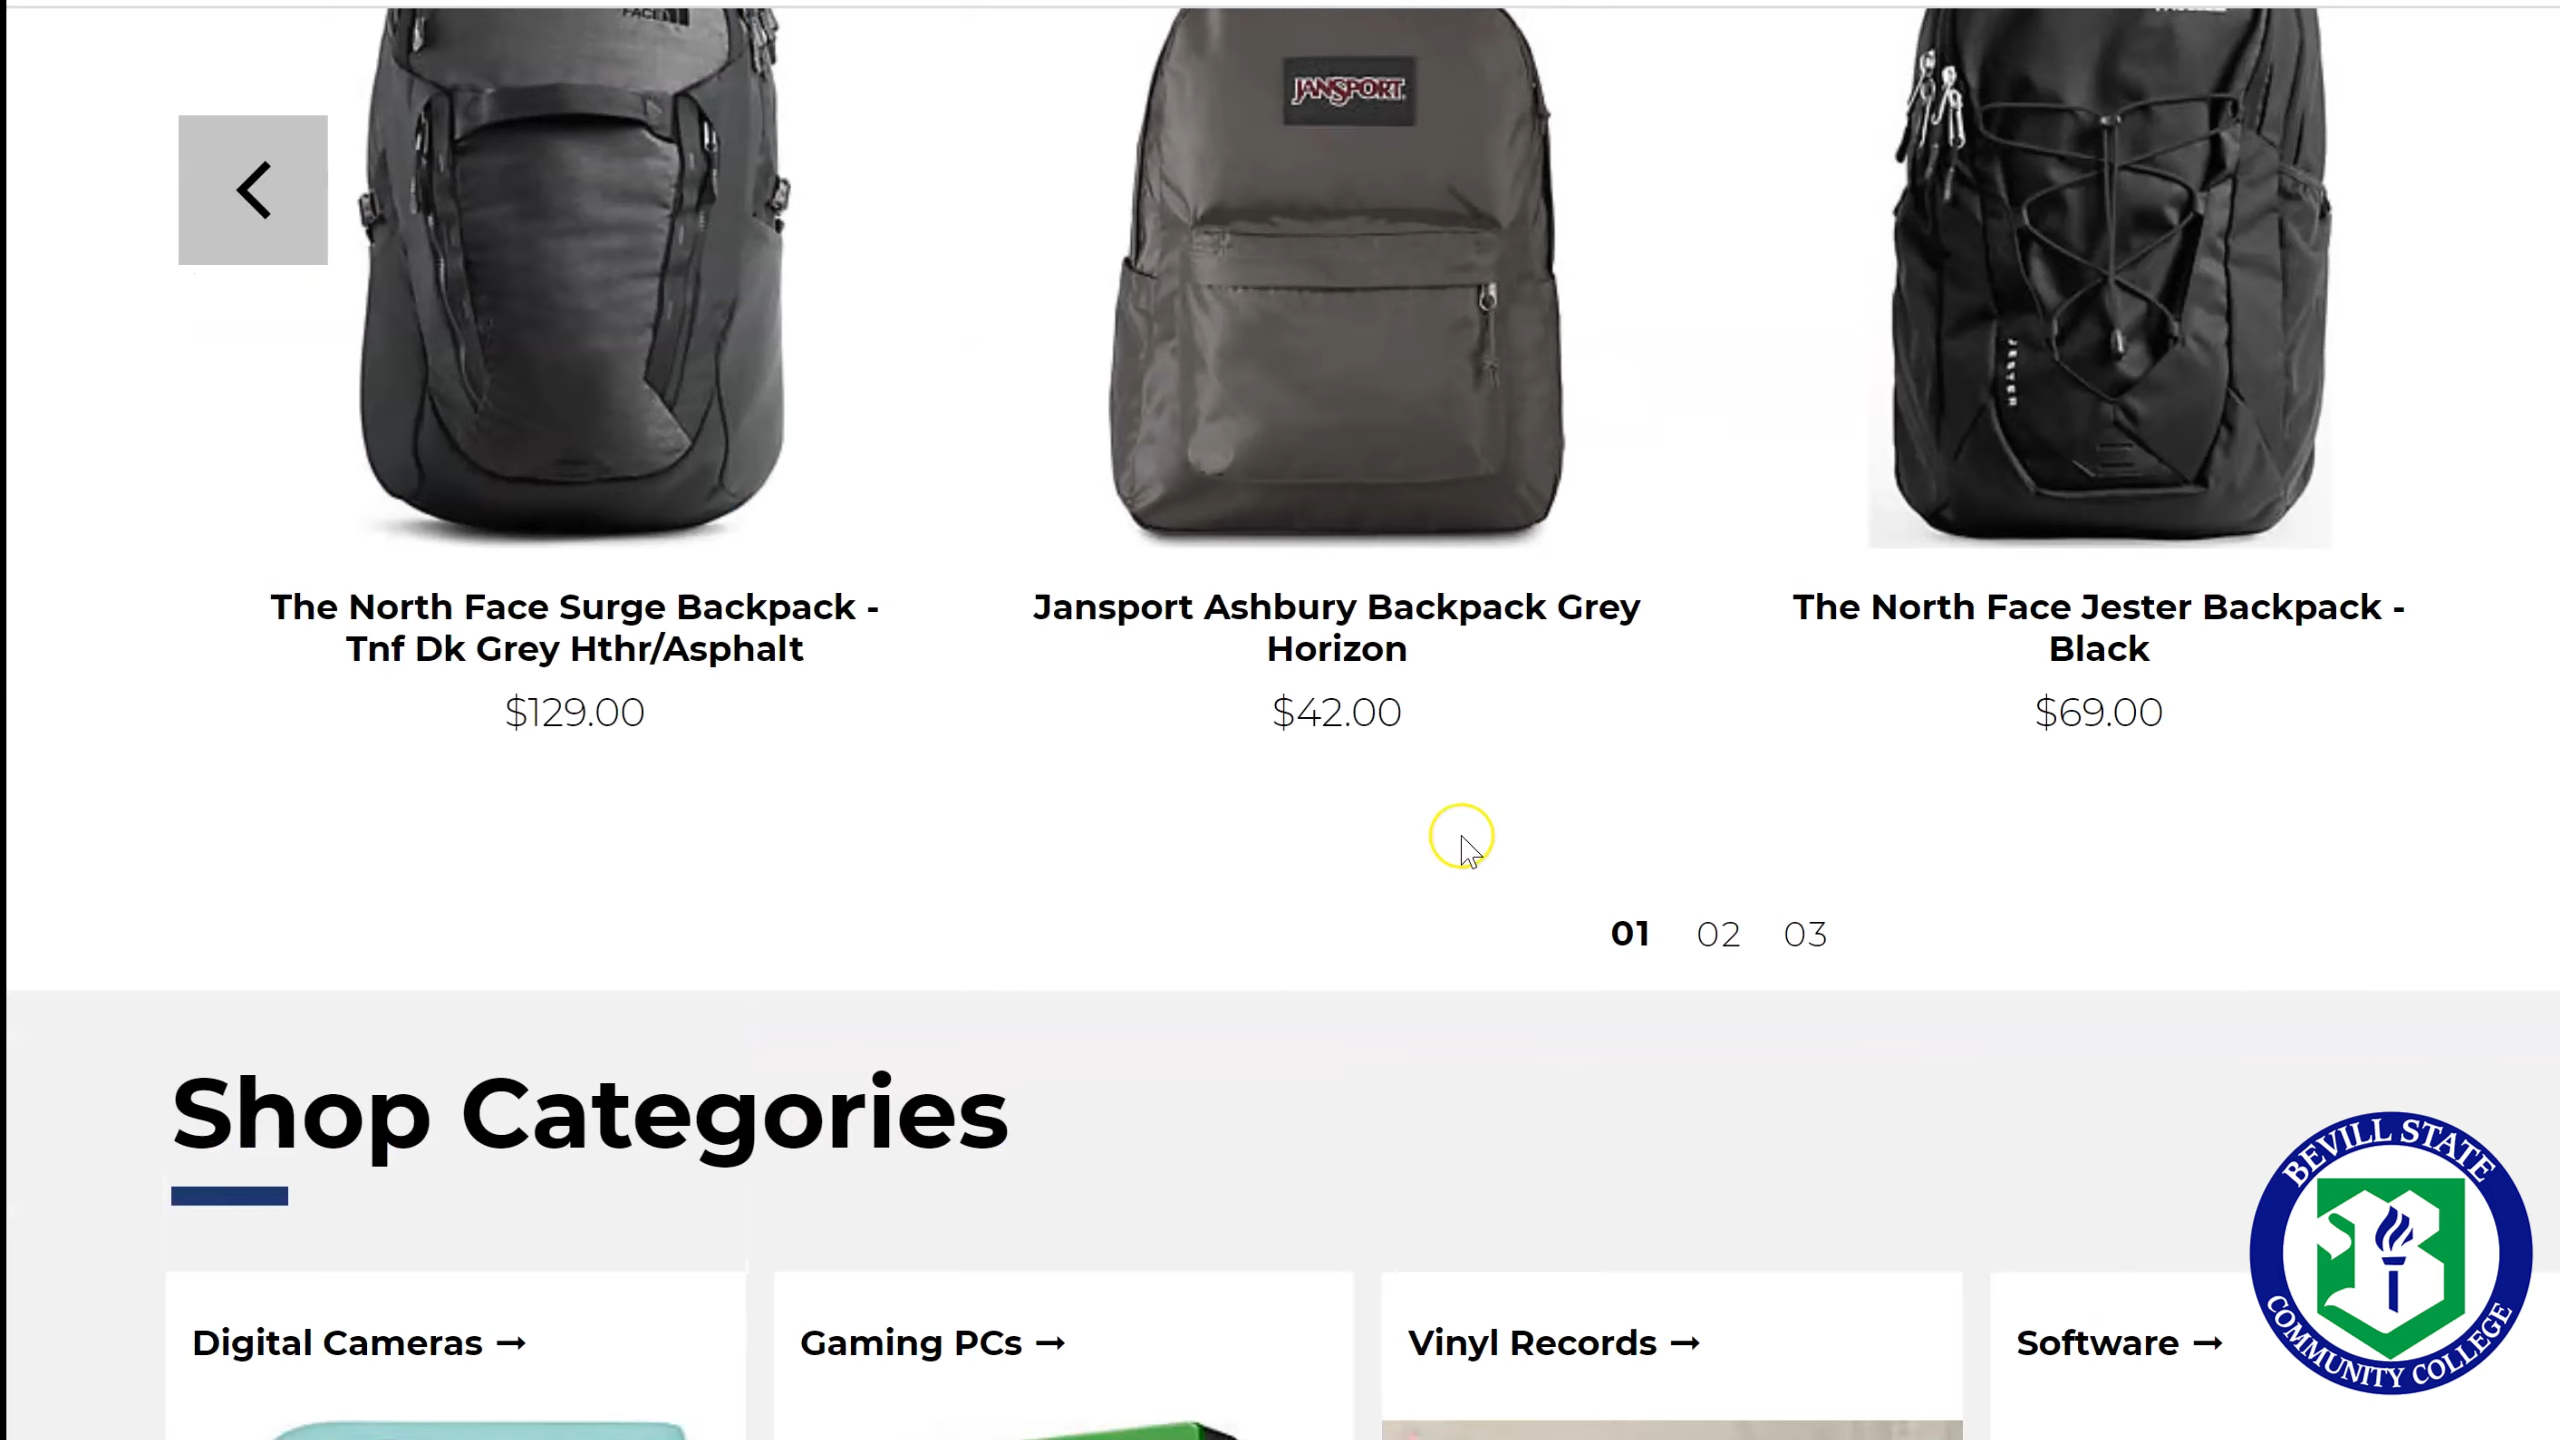 FACE
JANSPORT
JESTER
The North Face Surge Backpack -
Tnf Dk Grey Hthr/Asphalt
$129.00
Jansport Ashbury Backpack Grey
Horizon
$42.00
The North Face Jester Backpack -
Black
$69.00
01 02 03
Shop Categories
BEVILL STATE
COMMUNITY COLLEGE
B
Digital Cameras →
Gaming PCs →
Vinyl Records →
Software →